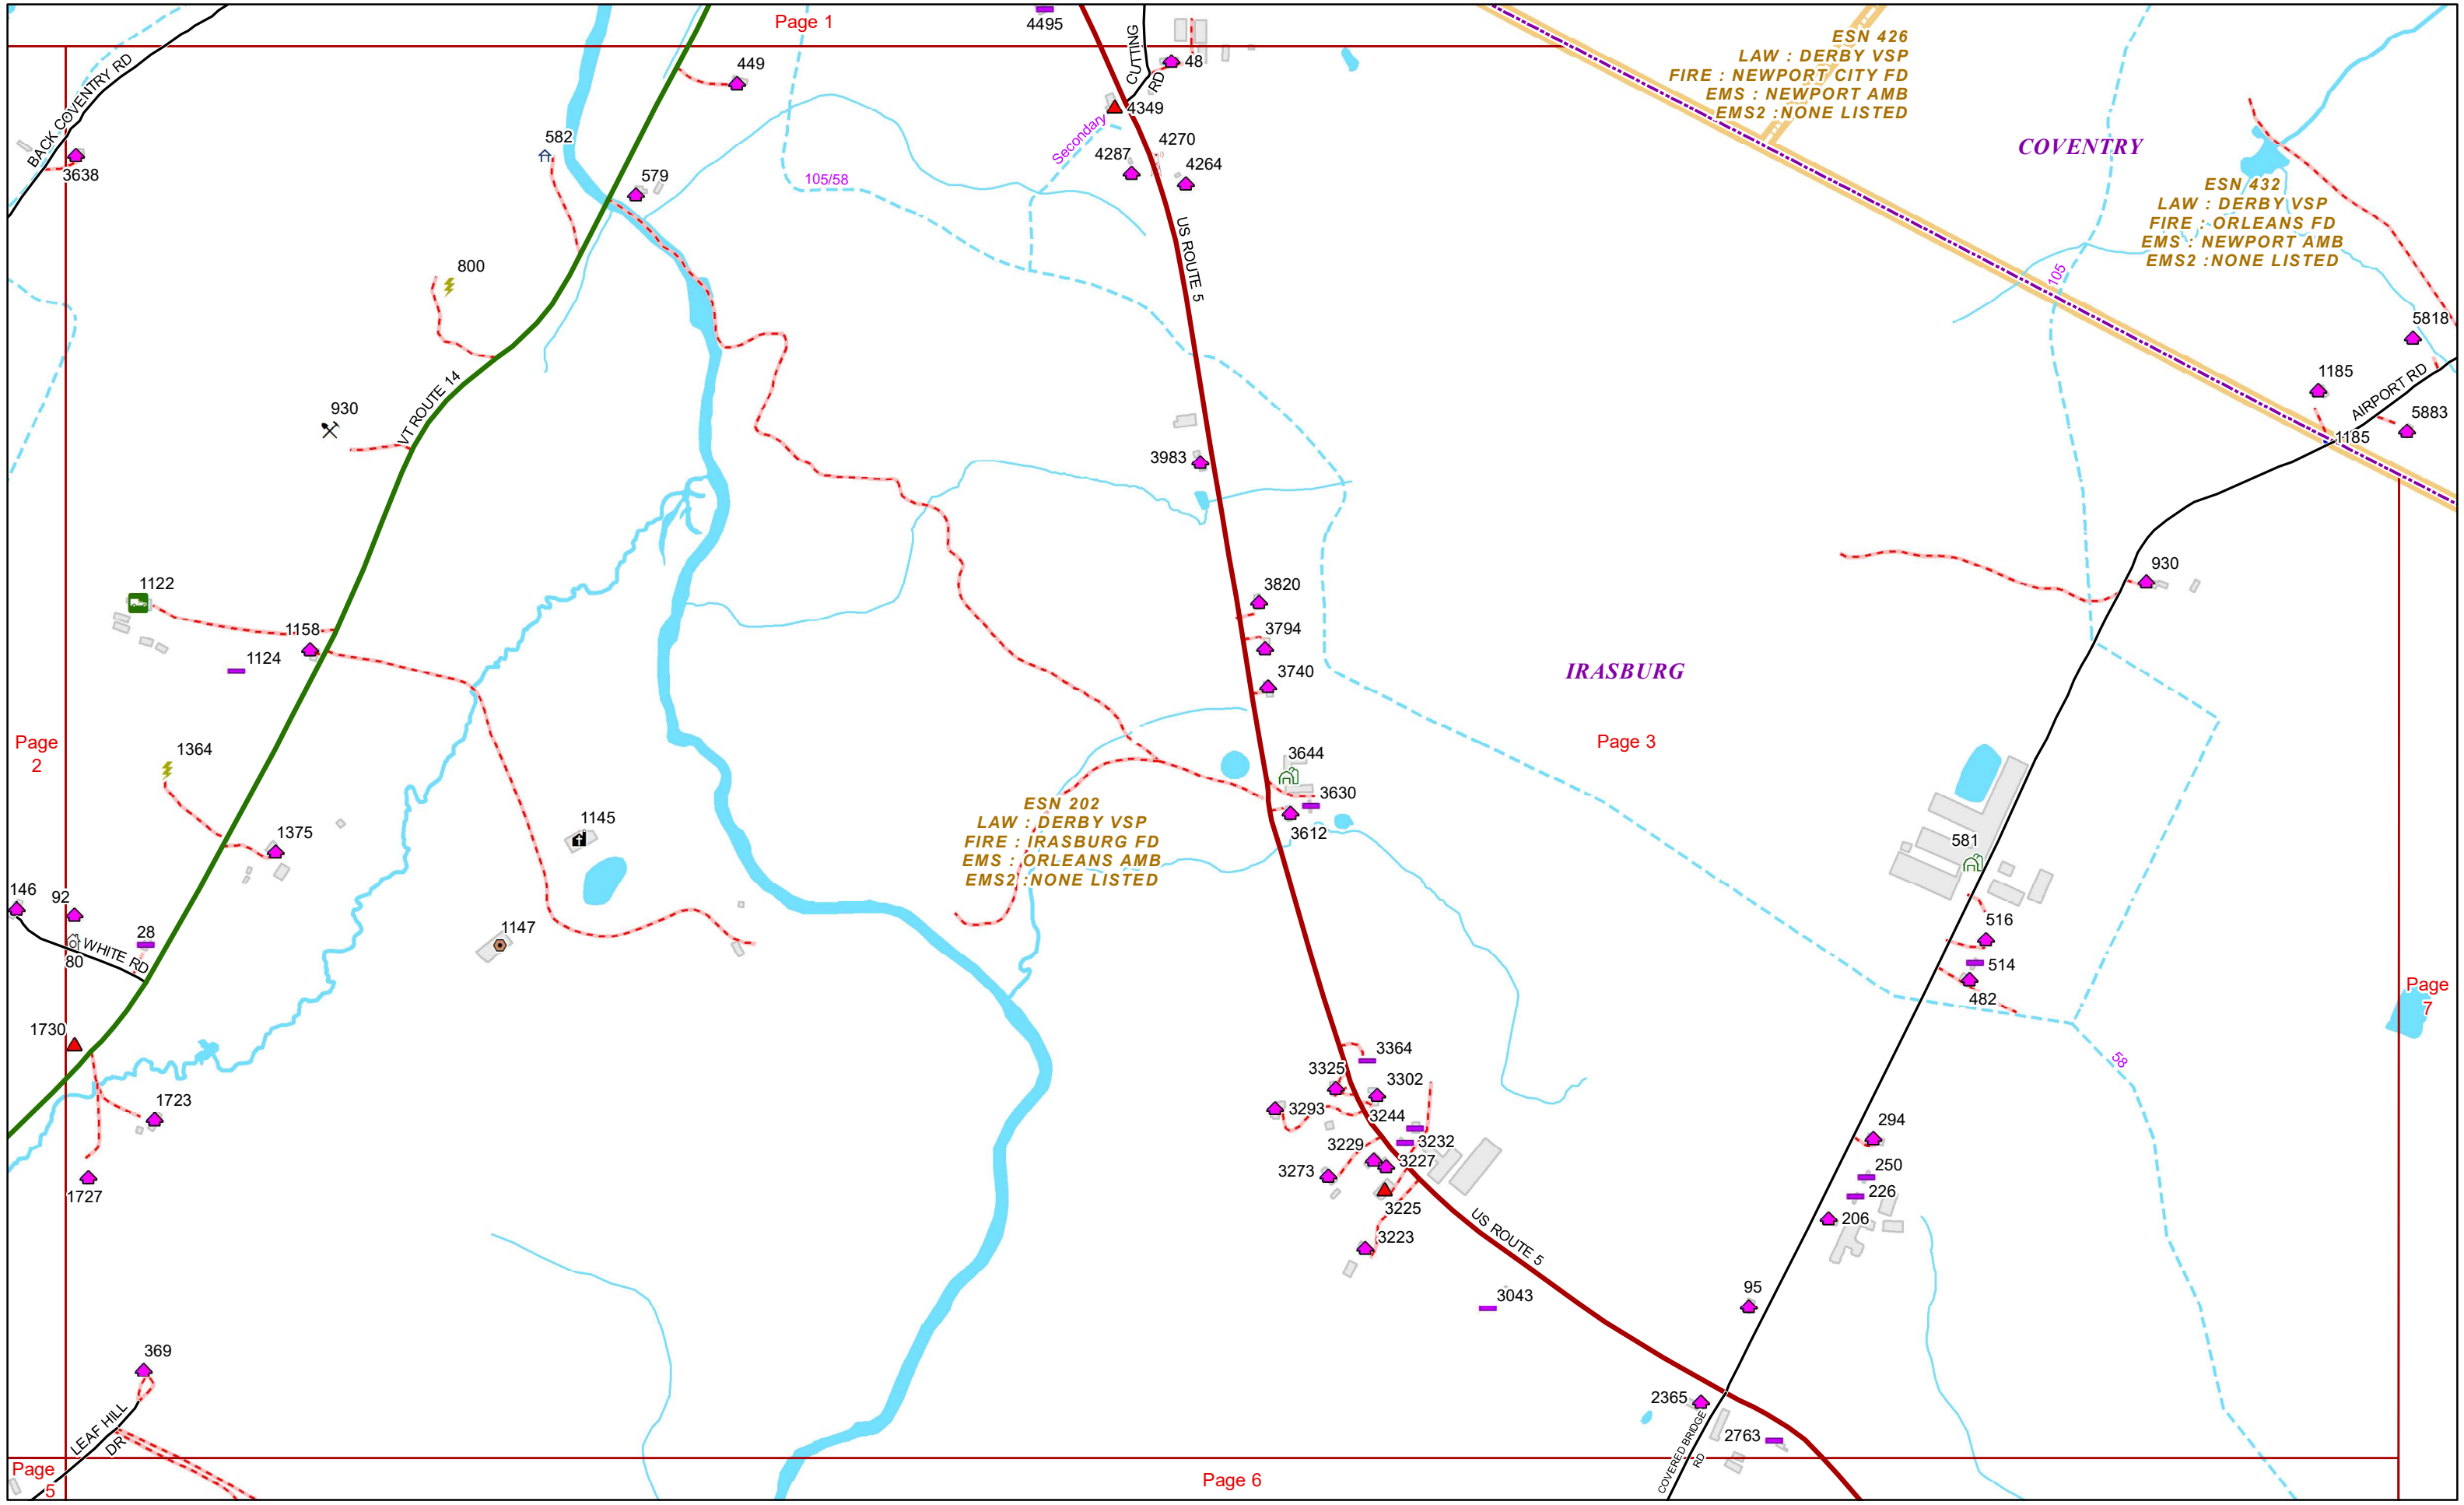 Page 1
4495
CUTTING
RD
48
ESN 426
LAW : DERBY VSP
FIRE : NEWPORT CITY FD
EMS : NEWPORT AMB
EMS2 :NONE LISTED
BACK COVENTRY RD
449
4349
Secondary
582
4270
4287
4264
COVENTRY
3638
579
105/58
ESN 432
LAW : DERBY VSP
FIRE : ORLEANS FD
EMS : NEWPORT AMB
EMS2 :NONE LISTED
US ROUTE 5
800
105
5818
1185
AIRPORT RD
930
VT ROUTE 14
5883
1185
3983
930
1122
3820
1158
3794
1124
3740
IRASBURG
Page
2
1364
Page 3
3644
3630
ESN 202
LAW : DERBY VSP
FIRE : IRASBURG FD
EMS : ORLEANS AMB
EMS2 :NONE LISTED
1145
3612
1375
581
146
92
516
28
1147
WHITE RD
80
514
482
Page
7
1730
3364
58
3325
3302
1723
3293
3244
294
3229
3232
3227
3273
250
1727
226
3225
206
3223
US ROUTE 5
95
3043
369
2365
LEAF HILL
DR
COVERED BRIDGE
RD
2763
Page
5
Page 6